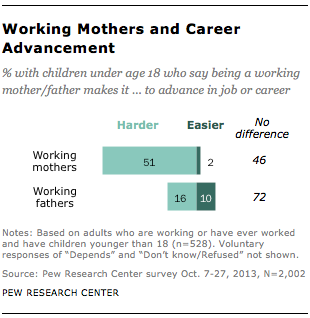 Working Mothers and Career
Advancement
% with children under age 18 who say being a working
mother/father makes it ... to advance in job or career
Harder Easier No
difference
Working
mothers 51 2 46
Working
fathers 16 10 72
Notes: Based on adults who are working or have ever worked
and have children younger than 18 (n=528). Voluntary
responses of “Depends” and “Don’t know/Refused” not shown.
Source: Pew Research Center survey Oct. 7-27, 2013, N=2,002
PEW RESEARCH CENTER